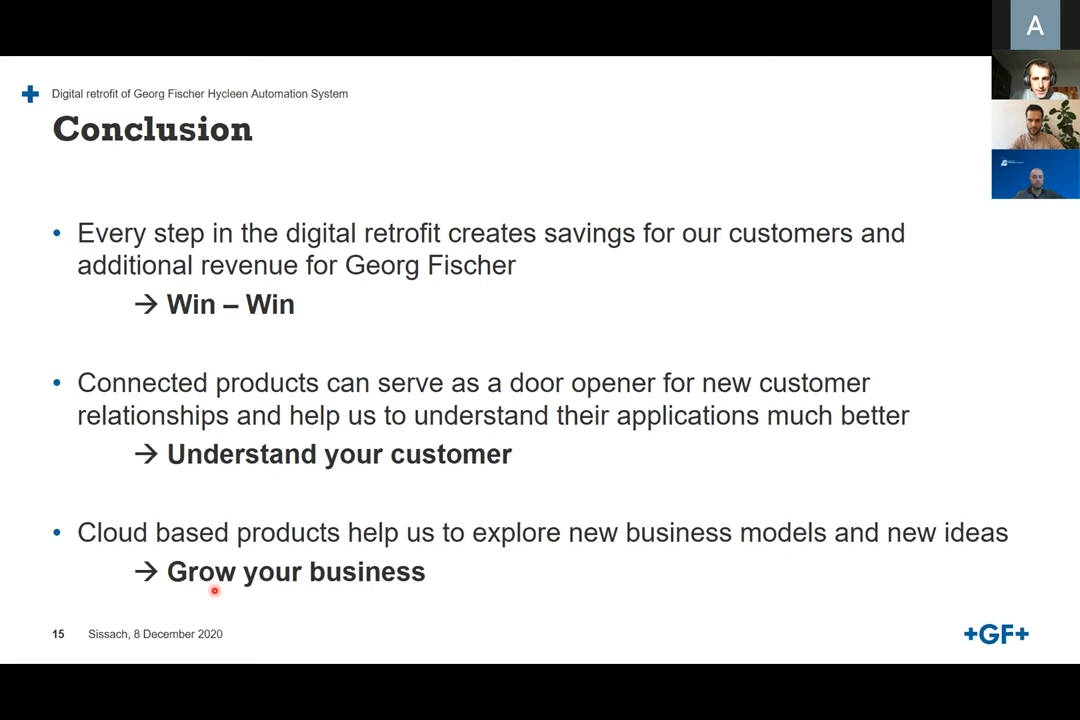 A
Digital retrofit of Georg Fischer Hycleen Automation System
Conclusion
• Every step in the digital retrofit creates savings for our customers and
additional revenue for Georg Fischer
→ Win – Win
• Connected products can serve as a door opener for new customer
relationships and help us to understand their applications much better
→ Understand your customer
• Cloud based products help us to explore new business models and new ideas
→ Grow your business
15 Sissach, 8 December 2020
+GF+